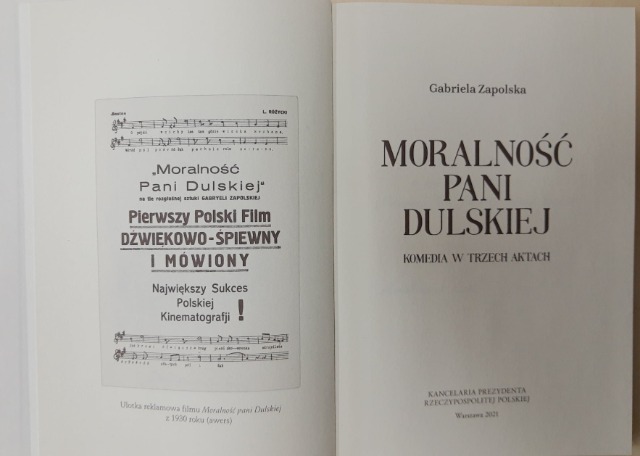 L. RÓŻYCKI
„Moralność
Pani Dulskiej"
na tle rozgłośnej sztuki GABRYELI ZAPOLSKIEJ
Pierwszy Polski Film
DŹWIĘKOWO-ŚPIEWNY
I MÓWIONY
Największy Sukces
Polskiej
Kinematografji !
Ulotka reklamowa filmu Moralność pani Dulskiej
z 1930 roku (awers)
Gabriela Zapolska
MORALNOŚĆ
PANI
DULSKIEJ
KOMEDIA W TRZECH AKTACH
KANCELARIA PREZYDENTA
RZECZYPOSPOLITEJ POLSKIEJ
Warszawa 2021